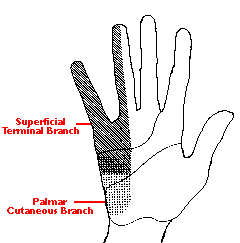 Superficial
Terminal Branch
Palmar
Cutaneous Branch